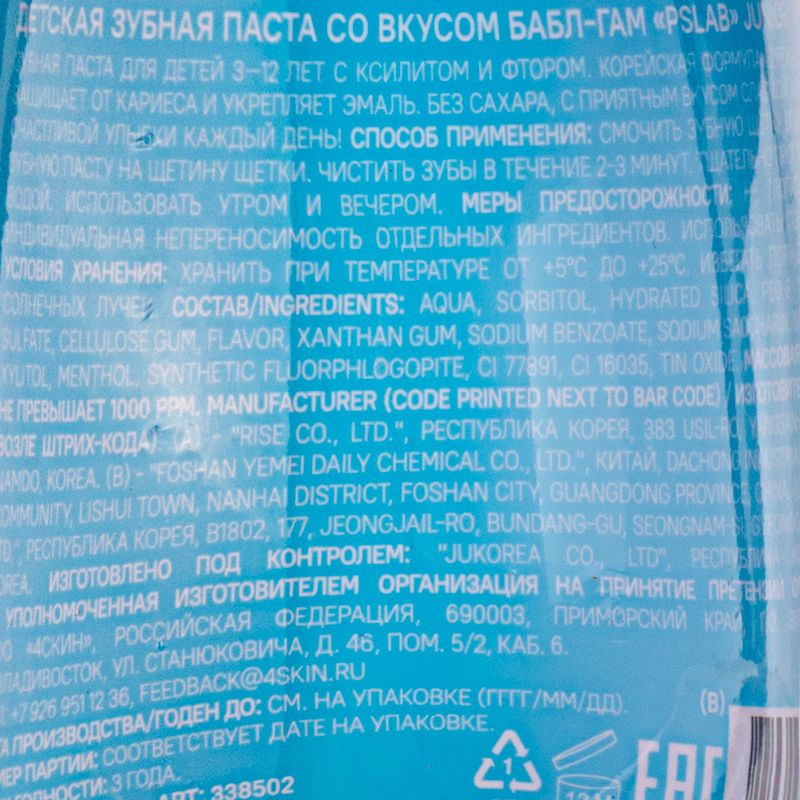 ДЕТСКАЯ ЗУБНАЯ ПАСТА СО ВКУСОМ БАБЛ-ГАМ «PSLAB»
ПАСТА ДЛЯ ДЕТЕЙ 3–12 ЛЕТ С КСИЛИТОМ И ФТОРОМ. КОРЕЙСКАЯ ФОРМУЛА
ОТ КАРИЕСА И УКРЕПЛЯЕТ ЭМАЛЬ. БЕЗ САХАРА, С ПРИЯТНЫМ ВКУСОМ
УЛЫБКИ КАЖДЫЙ ДЕНЬ! СПОСОБ ПРИМЕНЕНИЯ: СМОЧИТЬ ЗУБНУЮ
ПАСТУ НА ЩЕТИНУ ЩЕТКИ. ЧИСТИТЬ ЗУБЫ В ТЕЧЕНИЕ 2-3 МИНУТ.
ВОДОЙ. ИСПОЛЬЗОВАТЬ УТРОМ И ВЕЧЕРОМ. МЕРЫ ПРЕДОСТОРОЖНОСТИ:
ИНДИВИДУАЛЬНАЯ НЕПЕРЕНОСИМОСТЬ ОТДЕЛЬНЫХ ИНГРЕДИЕНТОВ.
УСЛОВИЯ ХРАНЕНИЯ: ХРАНИТЬ ПРИ ТЕМПЕРАТУРЕ ОТ +5°C ДО +25°C.
СОЛНЕЧНЫХ ЛУЧЕЙ. СОСТАВ/INGREDIENTS: AQUA, SORBITOL, HYDRATED SILICA,
SULFATE, CELLULOSE GUM, FLAVOR, XANTHAN GUM, SODIUM BENZOATE, SODIUM
XYLITOL, MENTHOL, SYNTHETIC FLUORPHLOGOPITE, CI 77891, CI 16035, TIN OXIDE.
НЕ ПРЕВЫШАЕТ 1000 PPM. MANUFACTURER (CODE PRINTED NEXT TO BAR CODE) /
ВОЗЛЕ ШТРИХ-КОДА) (A) - "RISE CO., LTD.", РЕСПУБЛИКА КОРЕЯ, 383 USIL-RO,
NAMDO, KOREA. (B) - "FOSHAN YEMEI DAILY CHEMICAL CO., LTD.", КИТАЙ,
COMMUNITY, LISHUI TOWN, NANHAI DISTRICT, FOSHAN CITY, GUANGDONG PROVINCE,
РЕСПУБЛИКА КОРЕЯ, B1802, 177, JEONGJAIL-RO, BUNDANG-GU,
KOREA. ИЗГОТОВЛЕНО ПОД КОНТРОЛЕМ: "JUKOREA CO., LTD",
УПОЛНОМОЧЕННАЯ ИЗГОТОВИТЕЛЕМ ОРГАНИЗАЦИЯ НА ПРИНЯТИЕ ПРЕТЕНЗИЙ
«4СКИН», РОССИЙСКАЯ ФЕДЕРАЦИЯ, 690003, ПРИМОРСКИЙ КРАЙ,
ВЛАДИВОСТОК, УЛ. СТАНЮКОВИЧА, Д. 46, ПОМ. 5/2, КАБ. 6.
+7 926 951 12 36, FEEDBACK@4SKIN.RU
ПРОИЗВОДСТВА/ГОДЕН ДО: СМ. НА УПАКОВКЕ (ГГГГ/ММ/ДД). (B)
ПАРТИИ: СООТВЕТСТВУЕТ ДАТЕ НА УПАКОВКЕ.
ГОДНОСТИ: 3 ГОДА.
АРТ: 338502
1
EAC